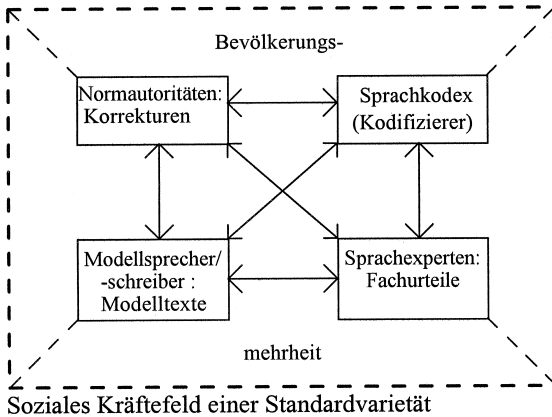 Bevölkerungs-
Normautoritäten:
Korrekturen
Sprachkodex
(Kodifizierer)
Modellsprecher/
-schreiber :
Modelltexte
Sprachexperten:
Fachurteile
mehrheit
Soziales Kräftefeld einer Standardvarietät